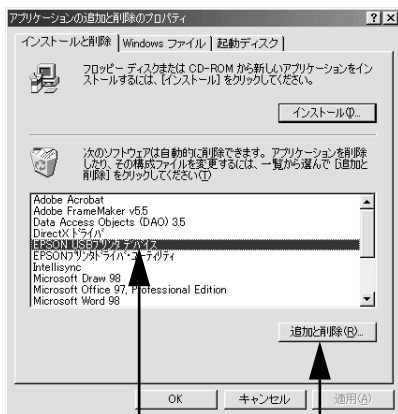 アプリケーションの追加と削除のプロパティ
インストールと削除 Windows ファイル 起動ディスク
フロッピー ディスクまたは CD-ROM から新しいアプリケーションをイン
ストールするには、[インストール] をクリックしてください。
インストール(I)...
次のソフトウェアは自動的に削除できます。アプリケーションを削除
したり、その構成ファイルを変更するには、一覧から選んで [追加と
削除] をクリックしてください(T)
Adobe Acrobat
Adobe FrameMaker v5.5
Data Access Objects (DAO) 3.5
DirectX ドライバ
EPSON USBプリンタデバイス
EPSONプリンタドライバ・ユーティリティ
Intellisync
Microsoft Draw 98
Microsoft Office 97, Professional Edition
Microsoft Word 98
追加と削除(R)...
OK キャンセル 適用(A)